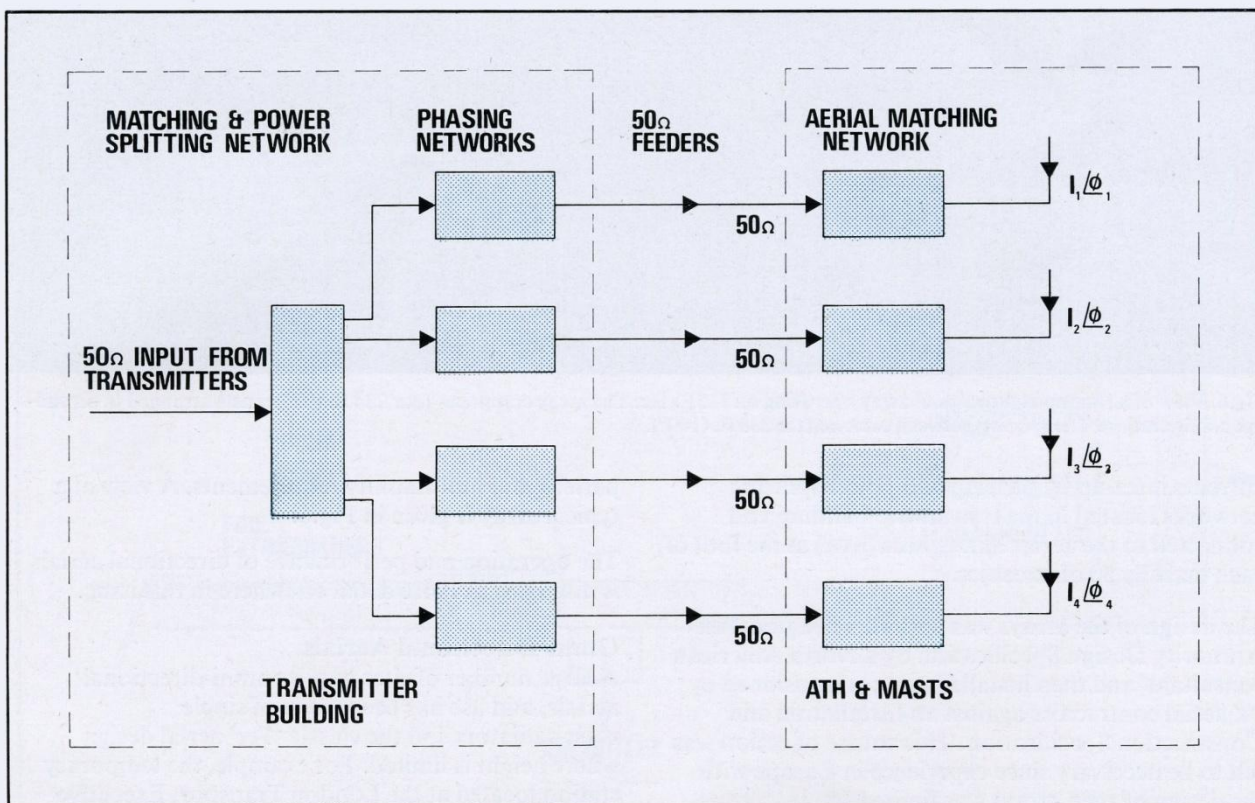 MATCHING & POWER
SPLITTING NETWORK
PHASING
NETWORKS
50Ω
FEEDERS
AERIAL MATCHING
NETWORK
50Ω
I₁/ϕ₁
50Ω
I₂/ϕ₂
50Ω INPUT FROM
TRANSMITTERS
50Ω
I₃/ϕ₃
50Ω
I₄/ϕ₄
TRANSMITTER
BUILDING
ATH & MASTS